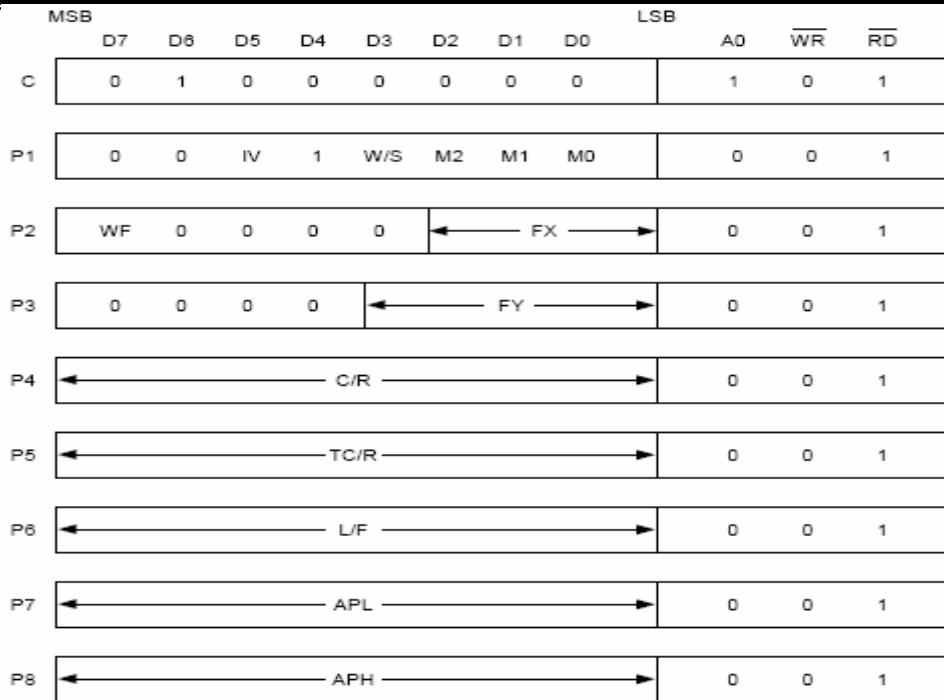 MSB LSB
D7 D6 D5 D4 D3 D2 D1 D0 A0 WR RD
C 0 1 0 0 0 0 0 0 1 0 1
P1 0 0 IV 1 W/S M2 M1 M0 0 0 1
P2 WF 0 0 0 0 FX 0 0 1
P3 0 0 0 0 FY 0 0 1
P4 C/R 0 0 1
P5 TC/R 0 0 1
P6 L/F 0 0 1
P7 APL 0 0 1
P8 APH 0 0 1